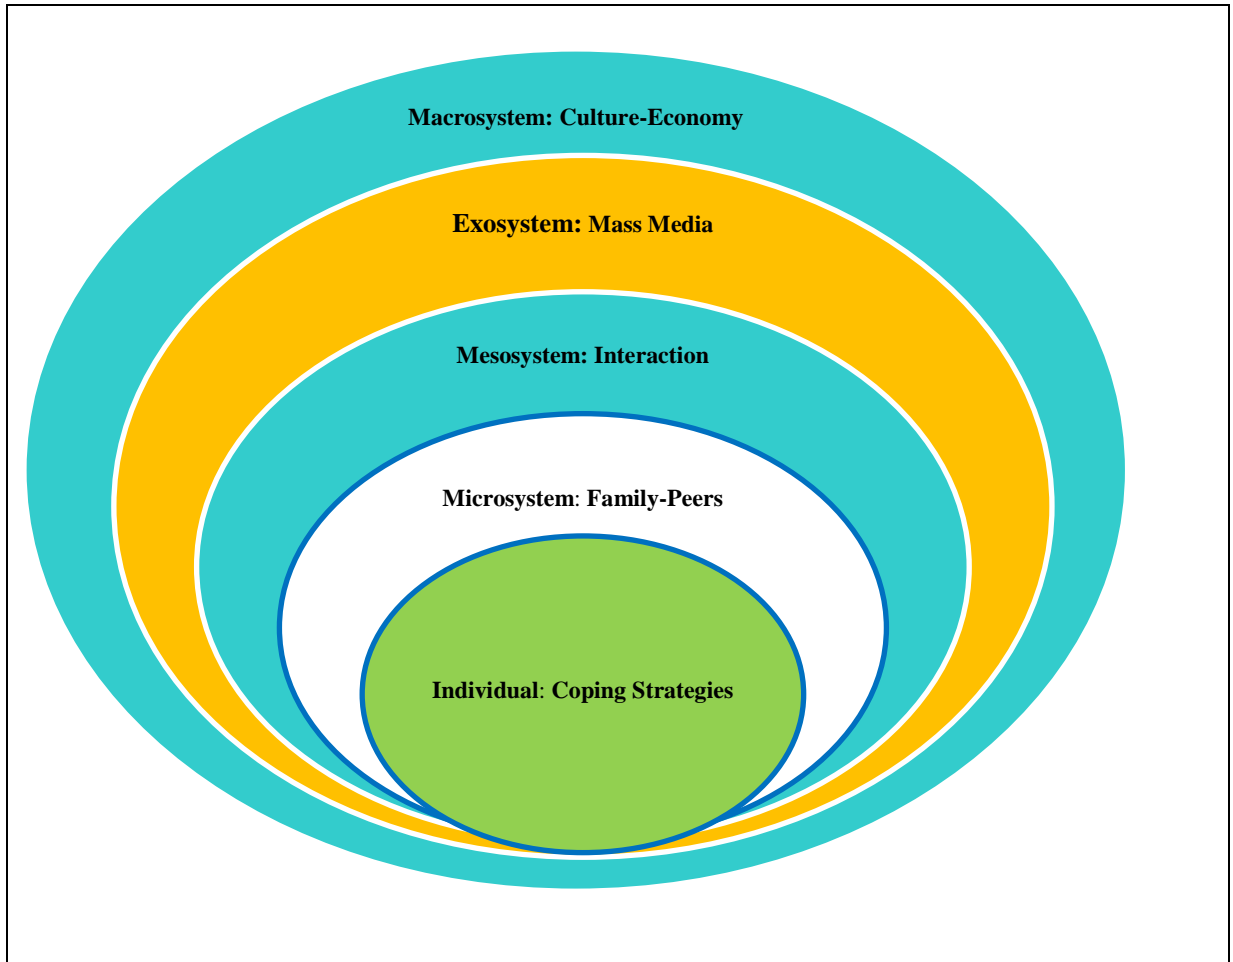 Macrosystem: Culture-Economy
Exosystem: Mass Media
Mesosystem: Interaction
Microsystem: Family-Peers
Individual: Coping Strategies